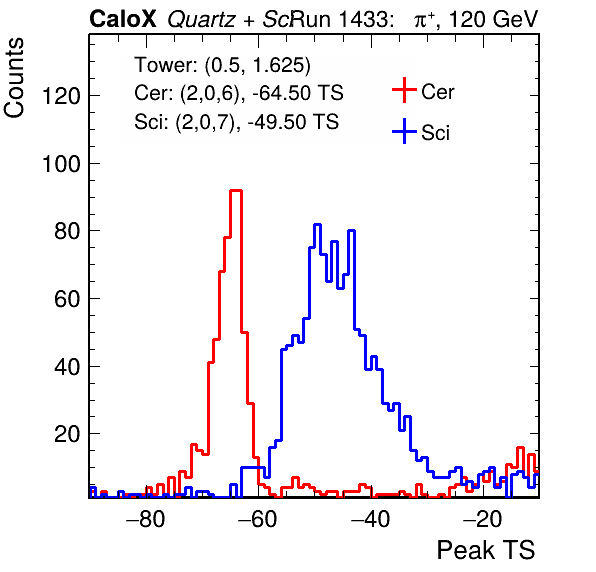 CaloX Quartz + ScRun 1433: π⁺, 120 GeV
Counts
Tower: (0.5, 1.625)
Cer: (2,0,6), -64.50 TS
Sci: (2,0,7), -49.50 TS
Cer
Sci
120
100
80
60
40
20
−80 −60 −40 −20
Peak TS